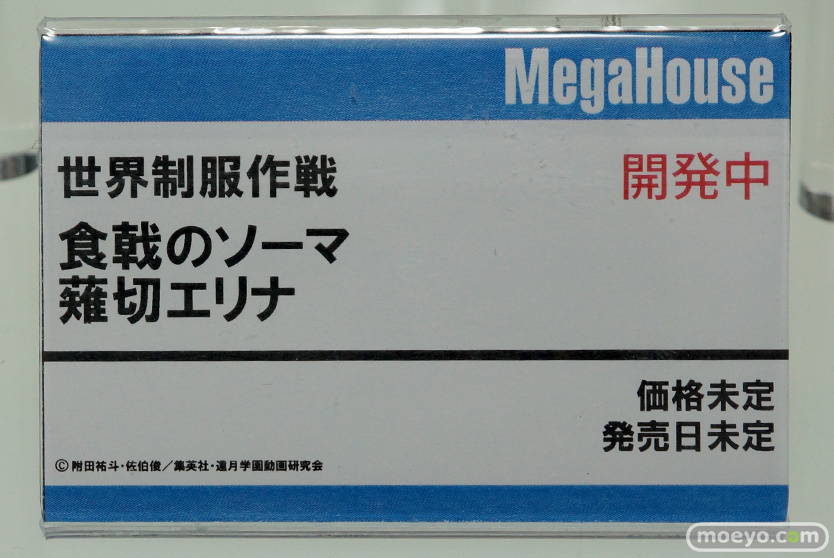 MegaHouse
世界制服作戦
開発中
食戟のソーマ
薙切エリナ
価格未定
発売日未定
©附田祐斗・佐伯俊／集英社・遠月学園動画研究会
moeyo.com